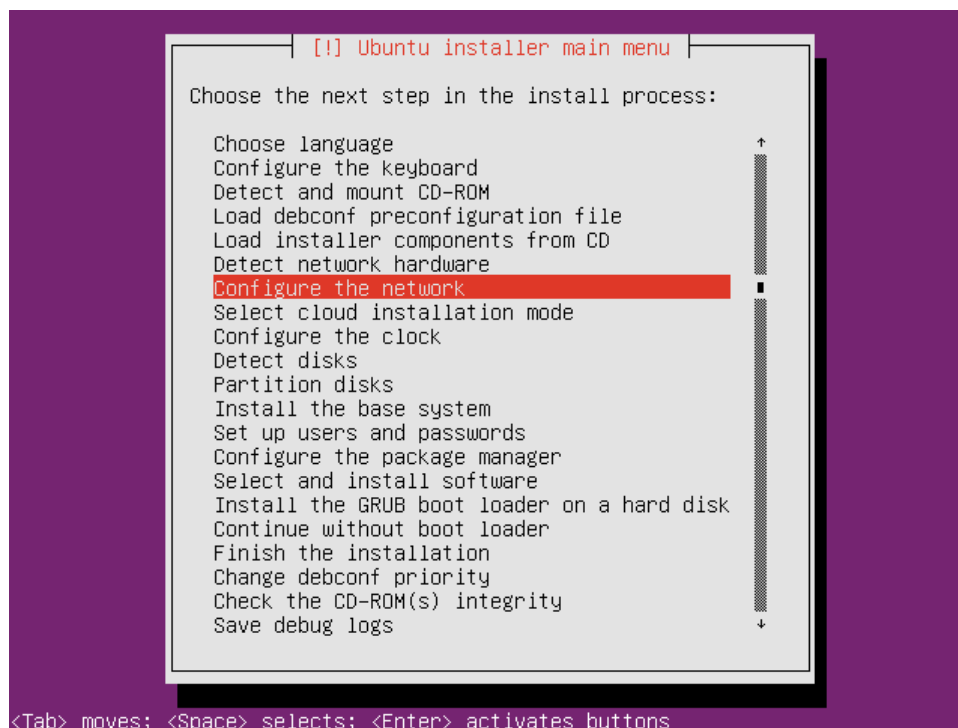 [!] Ubuntu installer main menu
Choose the next step in the install process:
Choose language
Configure the keyboard
Detect and mount CD-ROM
Load debconf preconfiguration file
Load installer components from CD
Detect network hardware
Configure the network
Select cloud installation mode
Configure the clock
Detect disks
Partition disks
Install the base system
Set up users and passwords
Configure the package manager
Select and install software
Install the GRUB boot loader on a hard disk
Continue without boot loader
Finish the installation
Change debconf priority
Check the CD-ROM(s) integrity
Save debug logs
<Tab> moves; <Space> selects; <Enter> activates buttons